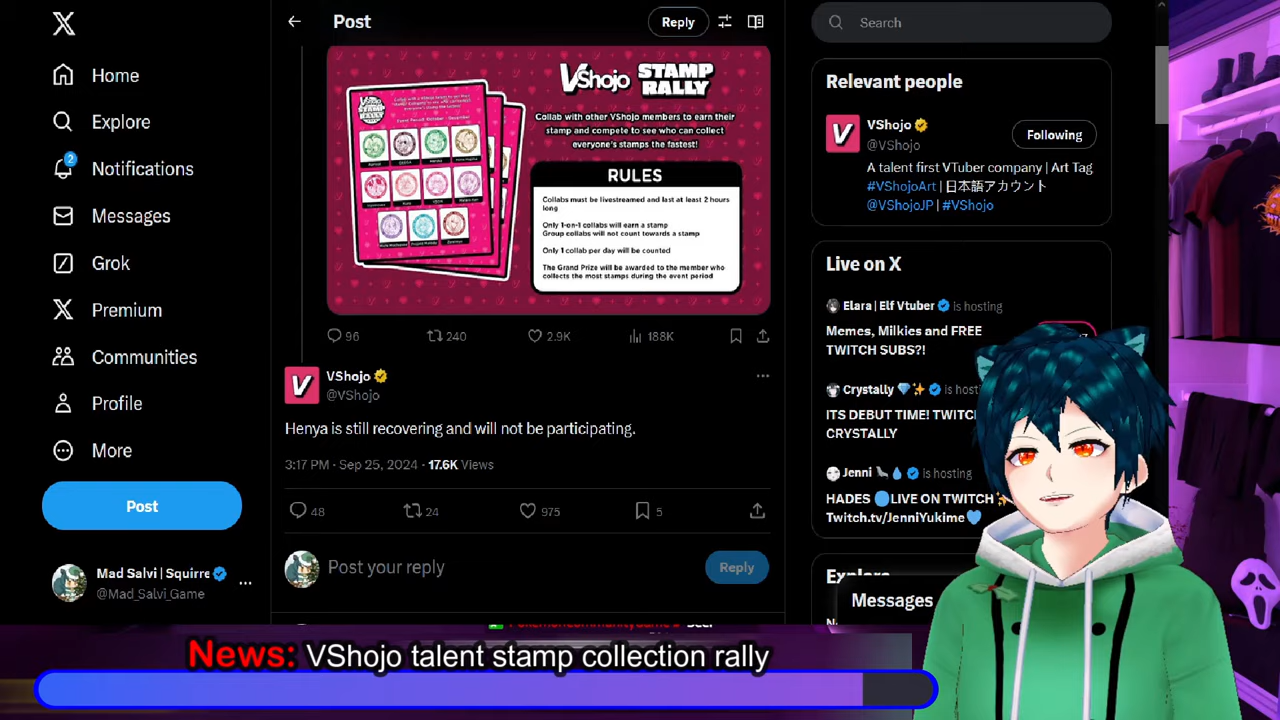 Home
Explore
2
Notifications
Messages
Grok
Premium
Communities
Profile
More
Post
Mad Salvi | Squirre
@Mad_Salvi_Game
Post
Reply
VShojo STAMP RALLY
Collab with other VShojo members to earn their
stamp and compete to see who can collect
everyone's stamps the fastest!
RULES
Collabs must be livestreamed and last at least 2 hours
long
Only 1-on-1 collabs will earn a stamp
Group collabs will not count towards a stamp
Only 1 collab per day will be counted
The Grand Prize will be awarded to the member who
collects the most stamps during the event period
VShojo STAMP RALLY
96
240
2.9K
188K
VShojo
@VShojo
Henya is still recovering and will not be participating.
3:17 PM · Sep 25, 2024 · 17.6K Views
48
24
975
5
Post your reply
Reply
Search
Relevant people
VShojo
@VShojo
Following
A talent first VTuber company | Art Tag
#VShojoArt | 日本語アカウント
@VShojoJP | #VShojo
Live on X
Elara | Elf Vtuber is hosting
Memes, Milkies and FREE
TWITCH SUBS?!
Crystally is hosti
ITS DEBUT TIME! TWITC
CRYSTALLY
Jenni is hosting
HADES LIVE ON TWITCH
Twitch.tv/JenniYukime
Explore
Messages
News: VShojo talent stamp collection rally